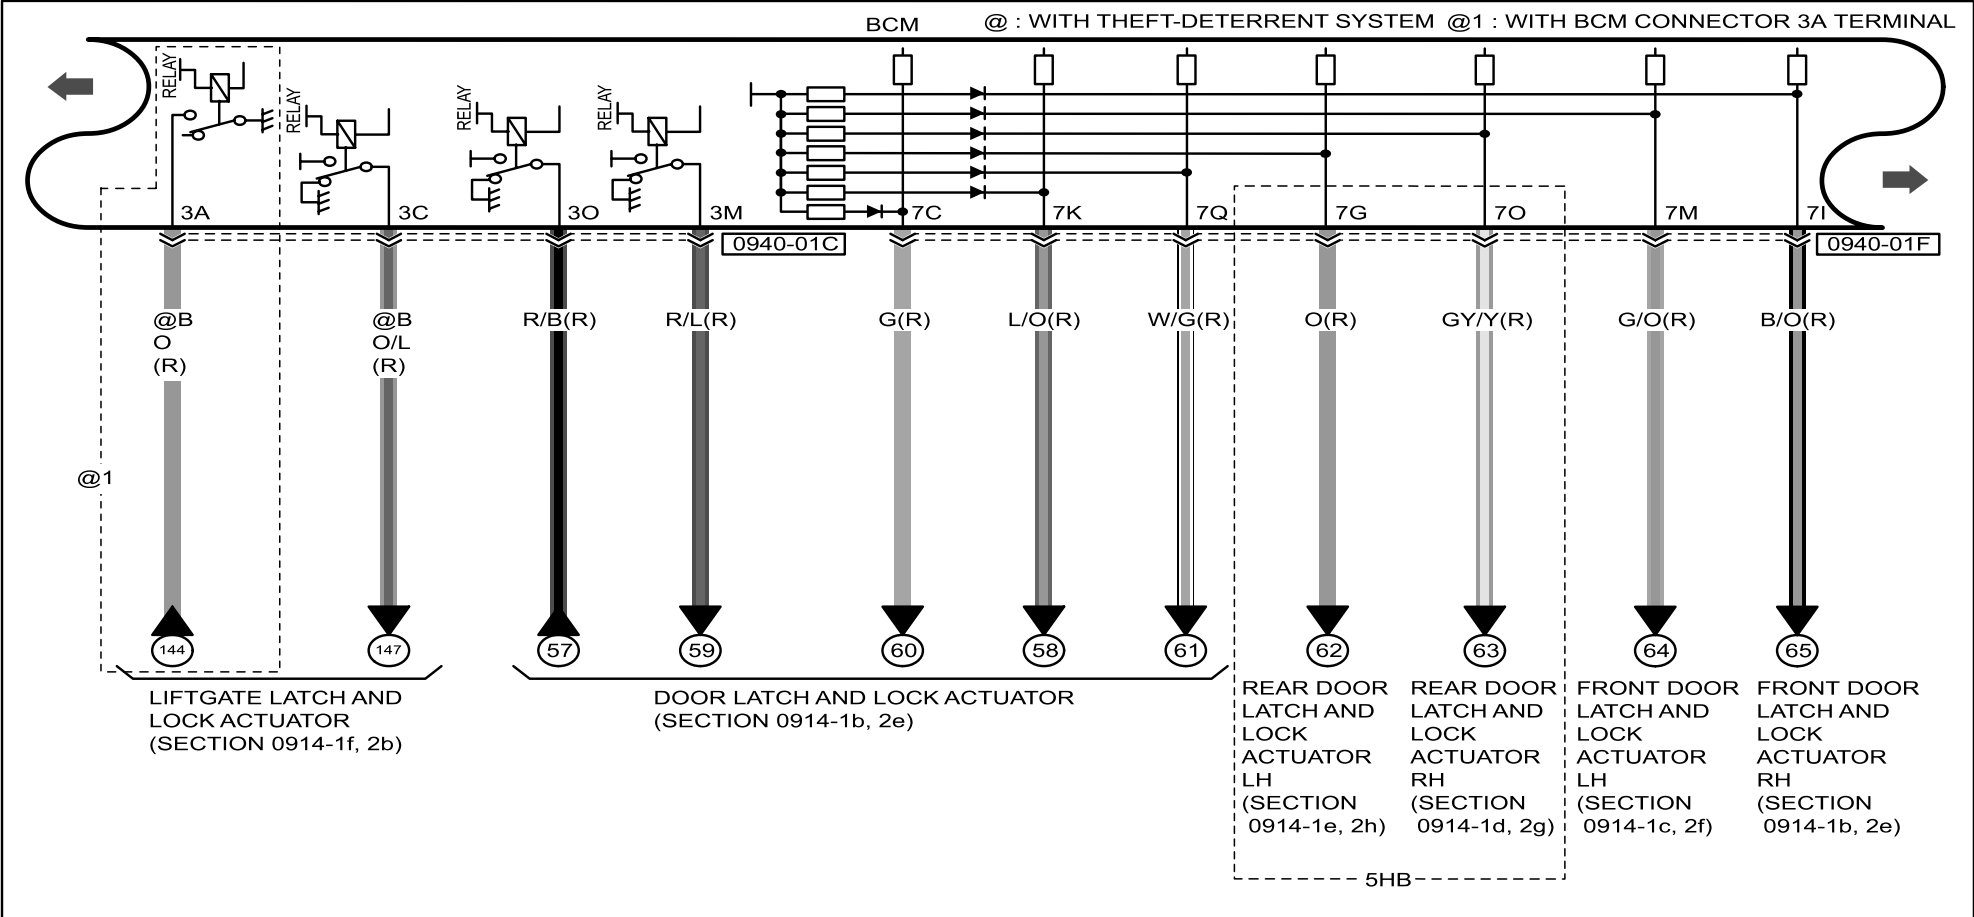 BCM @ : WITH THEFT-DETERRENT SYSTEM @1 : WITH BCM CONNECTOR 3A TERMINAL
RELAY
RELAY
RELAY
RELAY
3A 3C 3O 3M 7C 7K 7Q 7G 7O 7M 7I
0940-01C 0940-01F
@B @B R/B(R) R/L(R) G(R) L/O(R) W/G(R) O(R) GY/Y(R) G/O(R) B/O(R)
O O/L
(R) (R)
@1
144 147 57 59 60 58 61 62 63 64 65
LIFTGATE LATCH AND
LOCK ACTUATOR
(SECTION 0914-1f, 2b)
DOOR LATCH AND LOCK ACTUATOR
(SECTION 0914-1b, 2e)
REAR DOOR
LATCH AND
LOCK
ACTUATOR
LH
(SECTION
0914-1e, 2h)
REAR DOOR
LATCH AND
LOCK
ACTUATOR
RH
(SECTION
0914-1d, 2g)
FRONT DOOR
LATCH AND
LOCK
ACTUATOR
LH
(SECTION
0914-1c, 2f)
FRONT DOOR
LATCH AND
LOCK
ACTUATOR
RH
(SECTION
0914-1b, 2e)
5HB